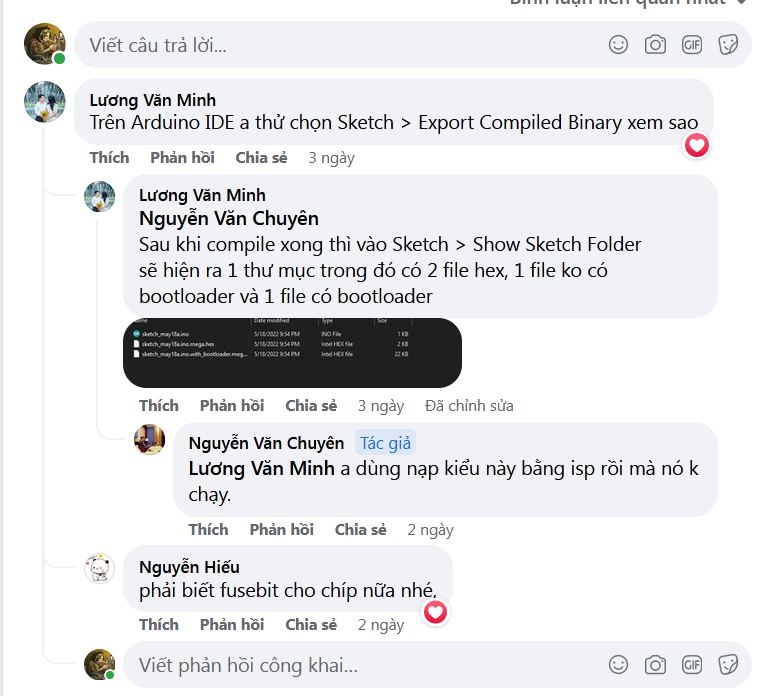 Bình luận liên quan nhất
Viết câu trả lời...
GIF
Lương Văn Minh
Trên Arduino IDE a thử chọn Sketch > Export Compiled Binary xem sao
Thích Phản hồi Chia sẻ 3 ngày
Lương Văn Minh
Nguyễn Văn Chuyên
Sau khi compile xong thì vào Sketch > Show Sketch Folder
sẽ hiện ra 1 thư mục trong đó có 2 file hex, 1 file ko có
bootloader và 1 file có bootloader
Date modified Type Size
sketch_may18a.ino 5/18/2022 9:54 PM INO File 1 KB
sketch_may18a.ino.mega.hex 5/18/2022 9:54 PM Intel HEX file 2 KB
sketch_may18a.ino.with_bootloader.meg... 5/18/2022 9:54 PM Intel HEX file 22 KB
Thích Phản hồi Chia sẻ 3 ngày Đã chỉnh sửa
Nguyễn Văn Chuyên Tác giả
Lương Văn Minh a dùng nạp kiểu này bằng isp rồi mà nó k
chạy.
Thích Phản hồi Chia sẻ 2 ngày
Nguyễn Hiếu
phải biết fusebit cho chíp nữa nhé,
Thích Phản hồi Chia sẻ 2 ngày
Viết phản hồi công khai...
GIF